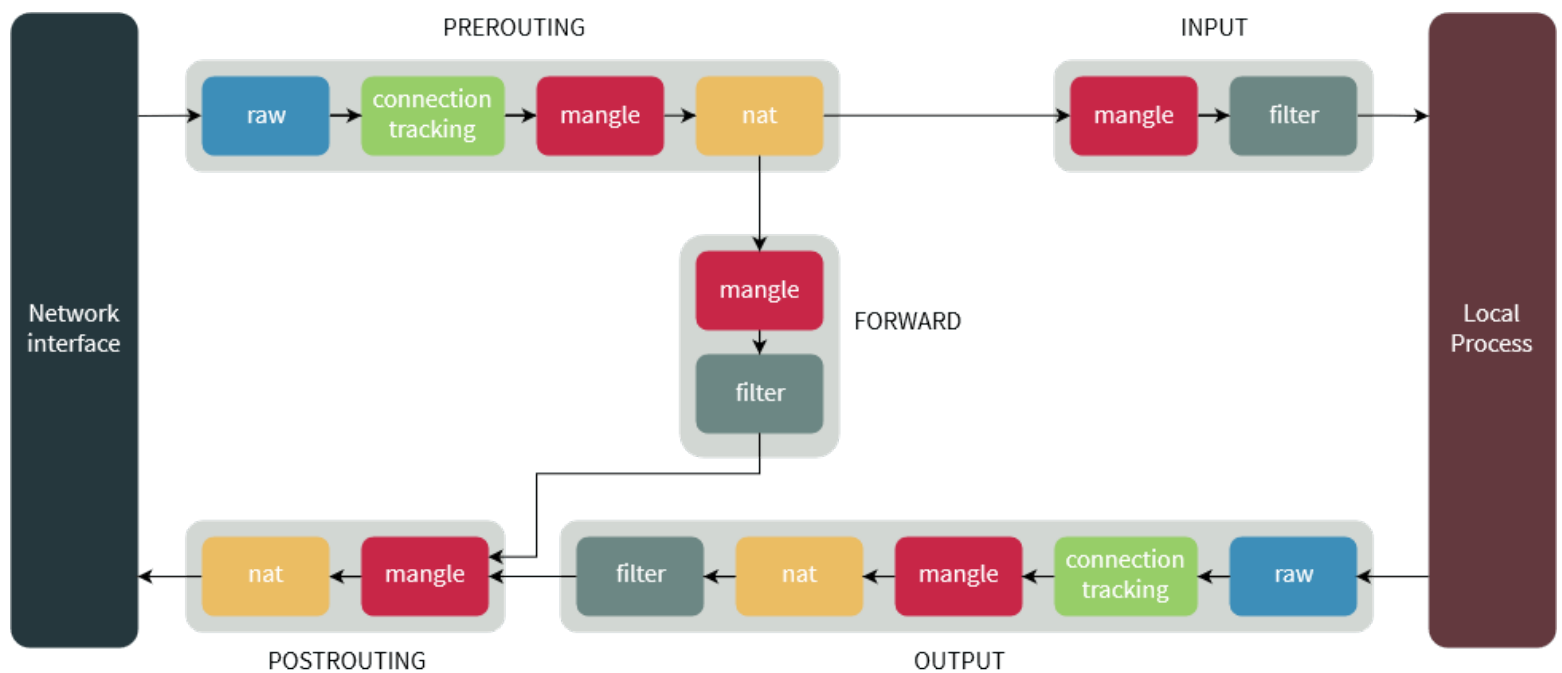 PREROUTING
INPUT
raw
connection
tracking
mangle
nat
mangle
filter
Network
interface
mangle
filter
FORWARD
Local
Process
nat
mangle
filter
nat
mangle
connection
tracking
raw
POSTROUTING
OUTPUT